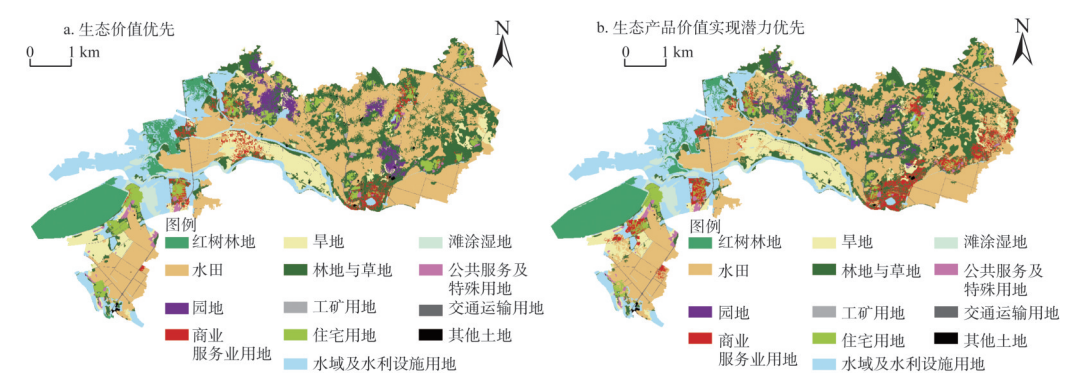 a. 生态价值优先
0 1 km
N
图例
红树林地
旱地
滩涂湿地
水田
林地与草地
公共服务及
特殊用地
园地
工矿用地
交通运输用地
商业
服务业用地
住宅用地
其他土地
水域及水利设施用地
b. 生态产品价值实现潜力优先
0 1 km
N
图例
红树林地
旱地
滩涂湿地
水田
林地与草地
公共服务及
特殊用地
园地
工矿用地
交通运输用地
商业
服务业用地
住宅用地
其他土地
水域及水利设施用地